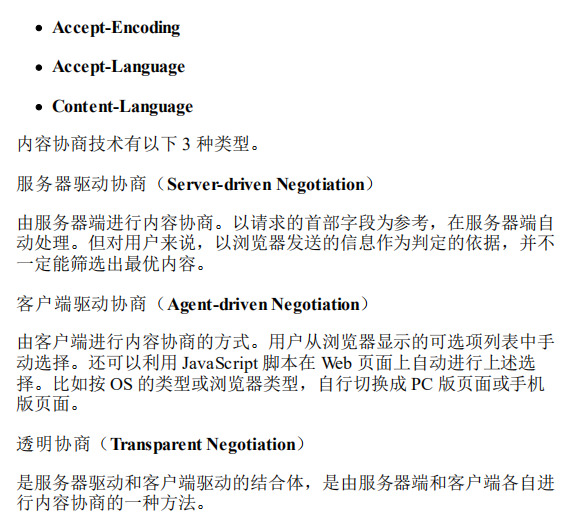 • Accept-Encoding
• Accept-Language
• Content-Language
内容协商技术有以下 3 种类型。
服务器驱动协商（Server-driven Negotiation）
由服务器端进行内容协商。以请求的首部字段为参考，在服务器端自
动处理。但对用户来说，以浏览器发送的信息作为判定的依据，并不
一定能筛选出最优内容。
客户端驱动协商（Agent-driven Negotiation）
由客户端进行内容协商的方式。用户从浏览器显示的可选项列表中手
动选择。还可以利用 JavaScript 脚本在 Web 页面上自动进行上述选
择。比如按 OS 的类型或浏览器类型，自行切换成 PC 版页面或手机
版页面。
透明协商（Transparent Negotiation）
是服务器驱动和客户端驱动的结合体，是由服务器端和客户端各自进
行内容协商的一种方法。